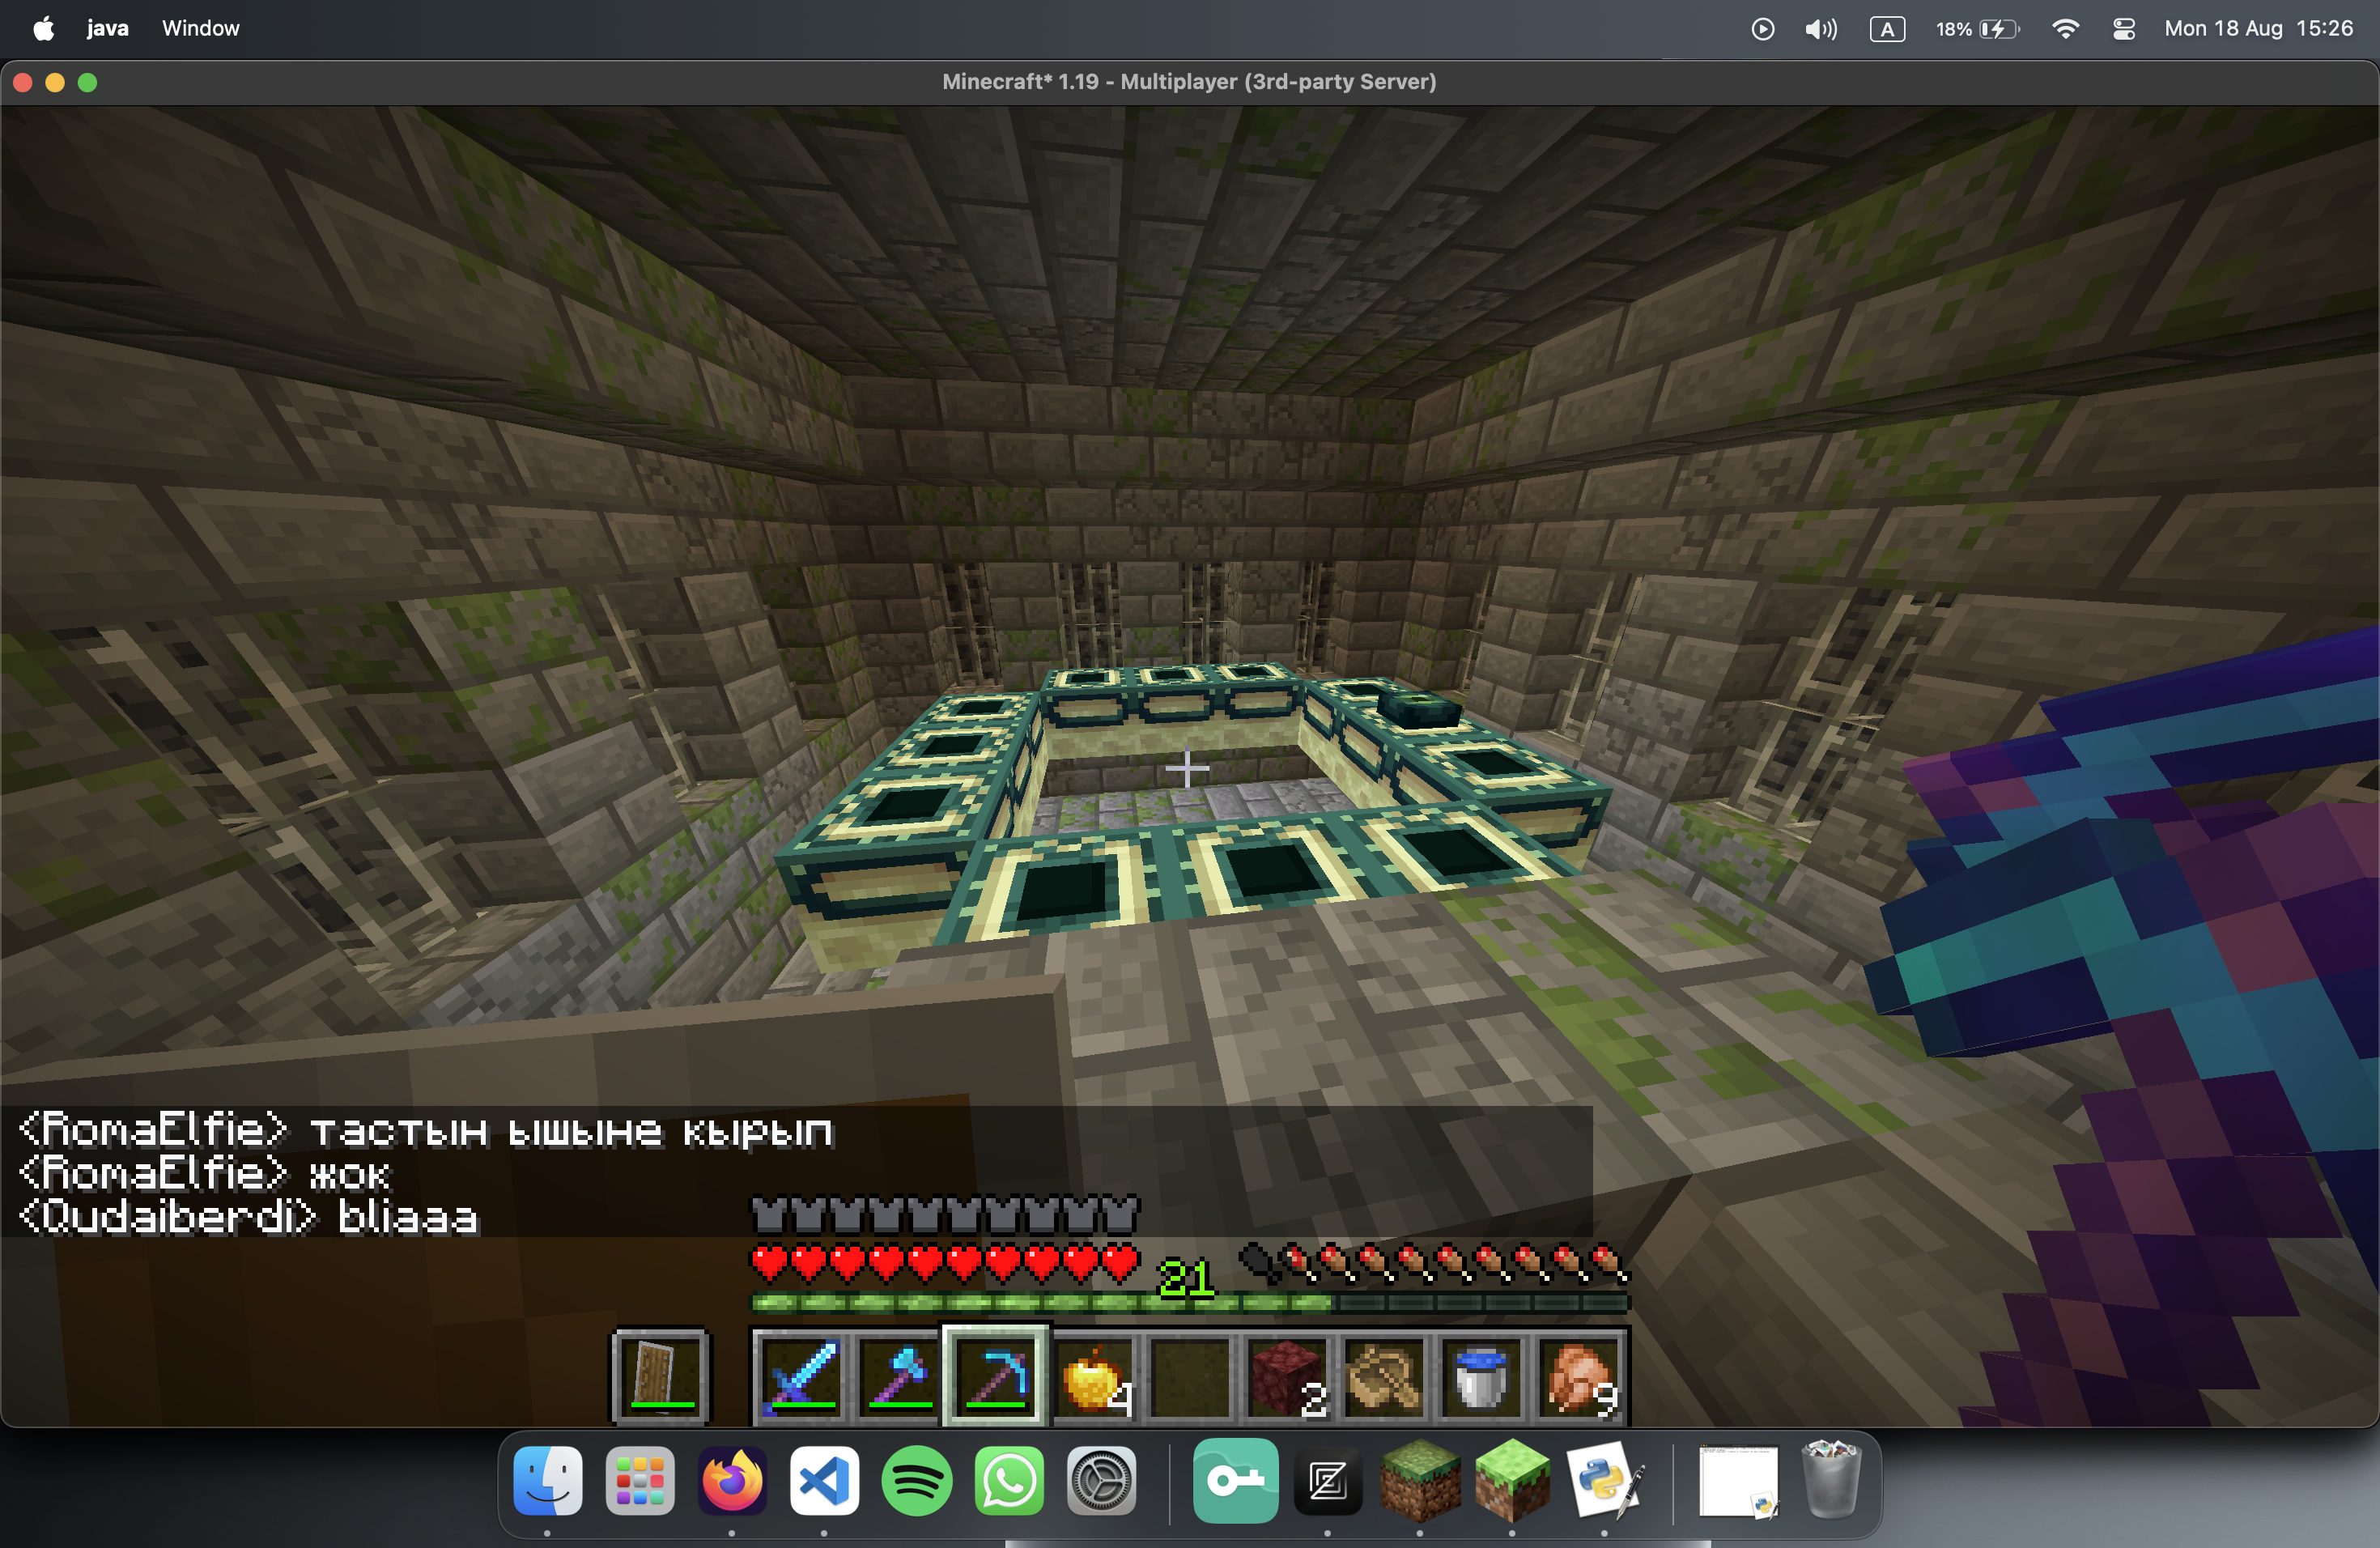 java Window A 18% Mon 18 Aug 15:26
Minecraft* 1.19 - Multiplayer (3rd-party Server)
<RomaElfie> тастын ышыне кырып
<RomaElfie> жок
<Qudaiberdi> bliaaa
21
4 2 9